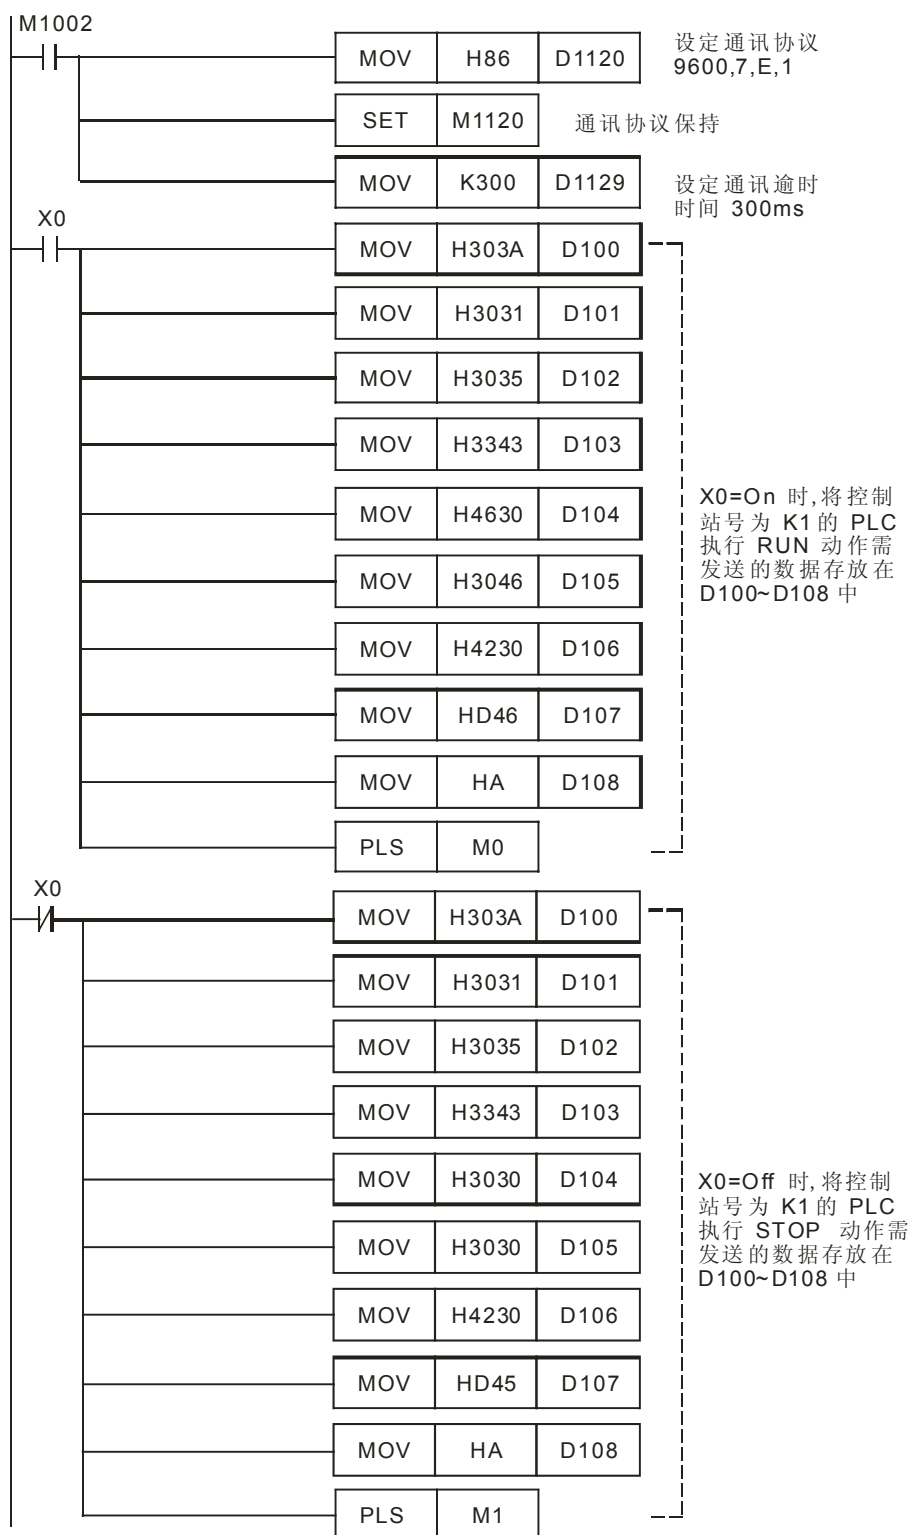 M1002
MOV H86 D1120 设定通讯协议
9600,7,E,1
SET M1120 通讯协议保持
MOV K300 D1129 设定通讯逾时
时间 300ms
X0
MOV H303A D100
MOV H3031 D101
MOV H3035 D102
MOV H3343 D103
MOV H4630 D104
MOV H3046 D105
MOV H4230 D106
MOV HD46 D107
MOV HA D108
PLS M0
X0=On 时,将控制
站号为 K1的 PLC
执行 RUN 动作需
发送的数据存放在
D100~D108 中
X0
MOV H303A D100
MOV H3031 D101
MOV H3035 D102
MOV H3343 D103
MOV H3030 D104
MOV H3030 D105
MOV H4230 D106
MOV HD45 D107
MOV HA D108
PLS M1
X0=Off 时,将控制
站号为 K1的 PLC
执行 STOP 动作需
发送的数据存放在
D100~D108 中